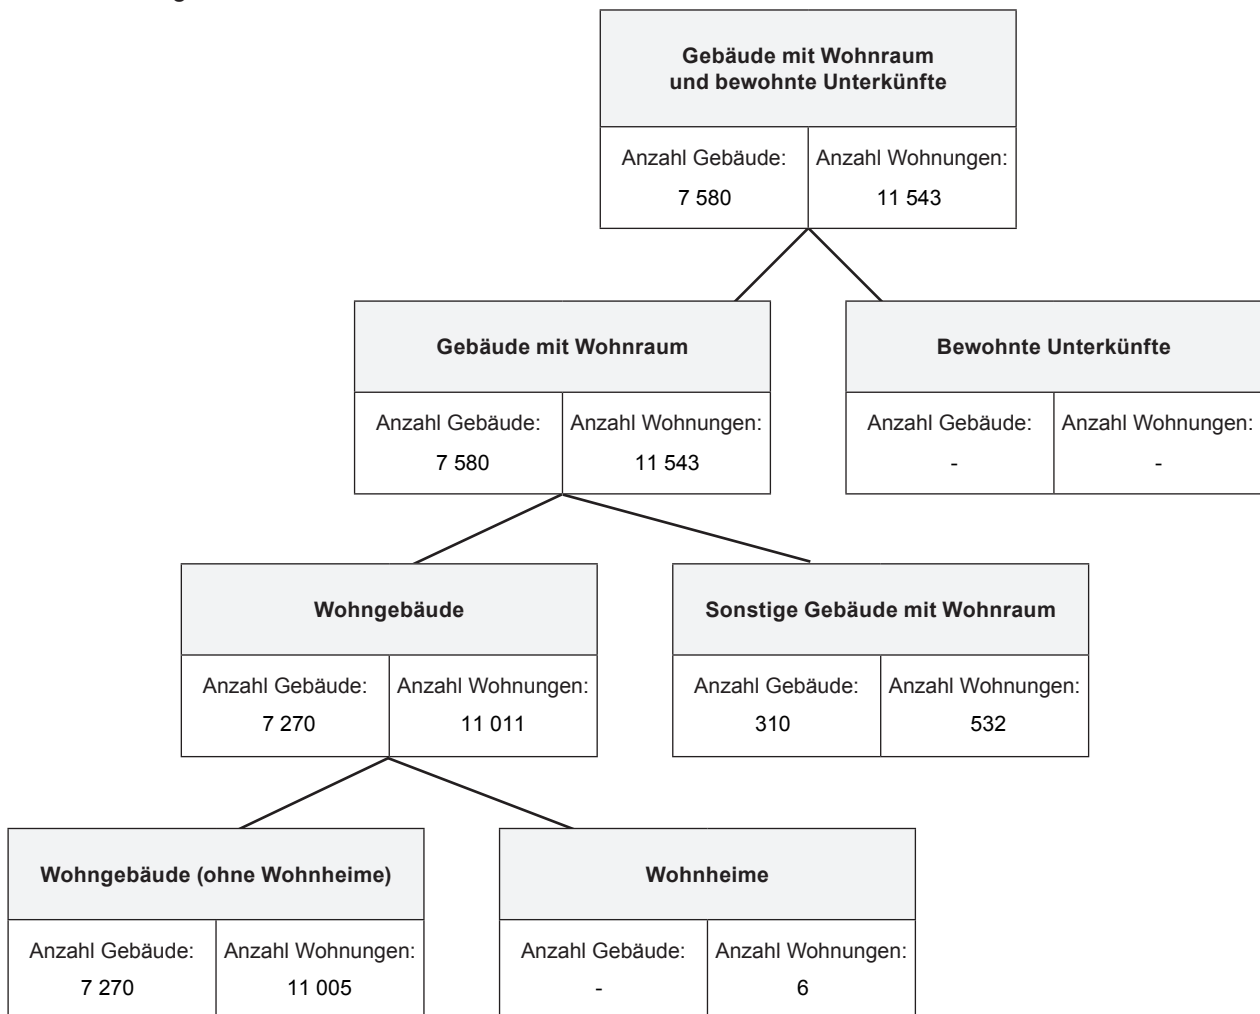 Gebäude mit Wohnraum
und bewohnte Unterkünfte
Anzahl Gebäude: Anzahl Wohnungen:
7 580 11 543
Gebäude mit Wohnraum
Anzahl Gebäude: Anzahl Wohnungen:
7 580 11 543
Bewohnte Unterkünfte
Anzahl Gebäude: Anzahl Wohnungen:
- -
Wohngebäude
Anzahl Gebäude: Anzahl Wohnungen:
7 270 11 011
Sonstige Gebäude mit Wohnraum
Anzahl Gebäude: Anzahl Wohnungen:
310 532
Wohngebäude (ohne Wohnheime)
Anzahl Gebäude: Anzahl Wohnungen:
7 270 11 005
Wohnheime
Anzahl Gebäude: Anzahl Wohnungen:
- 6